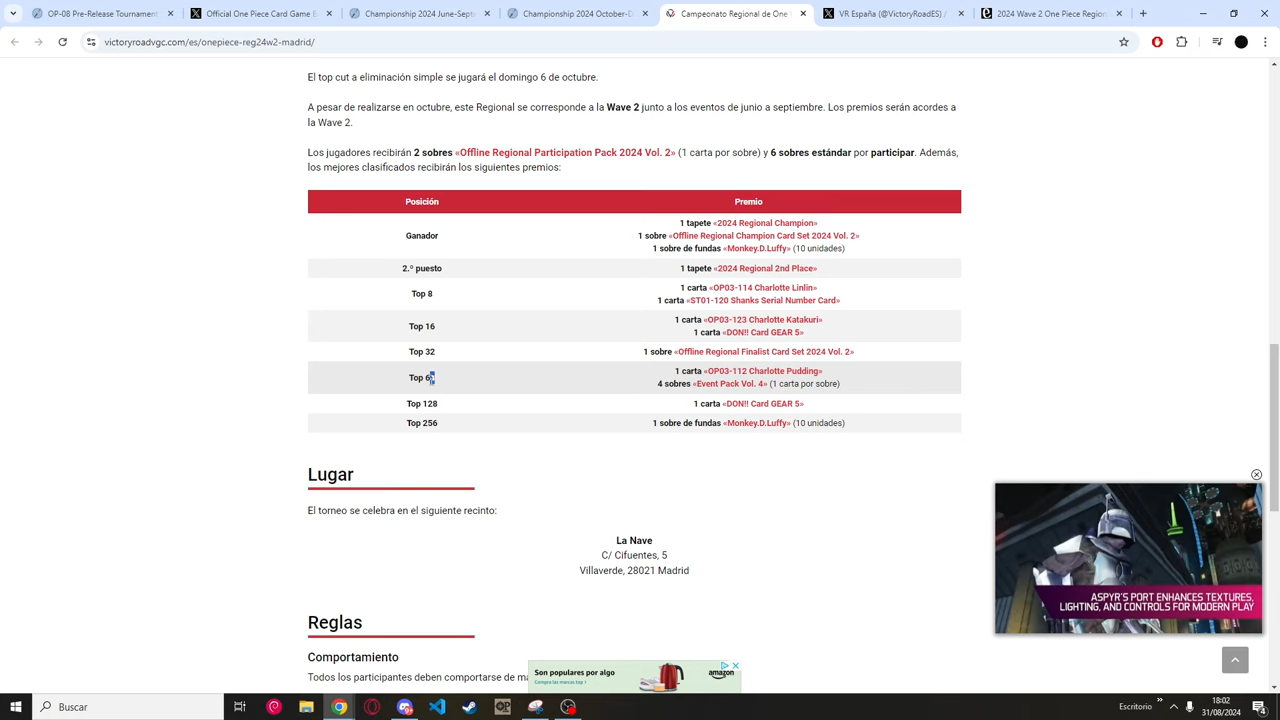 OP-08 Pre-Release Tournament
Official One Piece Card Game E
Championship 2024 June-Septe
Championship 2024 October-D
Campeonato Regional de One
VR España (@VictoryRoadES) /
2024 Wave 2 One Piece Region
victoryroadvgc.com/es/onepiece-reg24w2-madrid/
El top cut a eliminación simple se jugará el domingo 6 de octubre.
A pesar de realizarse en octubre, este Regional se corresponde a la Wave 2 junto a los eventos de junio a septiembre. Los premios serán acordes a
la Wave 2.
Los jugadores recibirán 2 sobres «Offline Regional Participation Pack 2024 Vol. 2» (1 carta por sobre) y 6 sobres estándar por participar. Además,
los mejores clasificados recibirán los siguientes premios:
Posición Premio
1 tapete «2024 Regional Champion»
Ganador 1 sobre «Offline Regional Champion Card Set 2024 Vol. 2»
1 sobre de fundas «Monkey.D.Luffy» (10 unidades)
2.º puesto 1 tapete «2024 Regional 2nd Place»
1 carta «OP03-114 Charlotte Linlin»
Top 8
1 carta «ST01-120 Shanks Serial Number Card»
1 carta «OP03-123 Charlotte Katakuri»
Top 16
1 carta «DON!! Card GEAR 5»
Top 32 1 sobre «Offline Regional Finalist Card Set 2024 Vol. 2»
1 carta «OP03-112 Charlotte Pudding»
Top 6
4 sobres «Event Pack Vol. 4» (1 carta por sobre)
Top 128 1 carta «DON!! Card GEAR 5»
Top 256 1 sobre de fundas «Monkey.D.Luffy» (10 unidades)
Lugar
El torneo se celebra en el siguiente recinto:
La Nave
C/ Cifuentes, 5
Villaverde, 28021 Madrid
ASPYR'S PORT ENHANCES TEXTURES,
LIGHTING, AND CONTROLS FOR MODERN PLAY
Reglas
Comportamiento
Todos los participantes deben comportarse de ma
Son populares por algo
Compra las marcas top >
amazon
Buscar
Escritorio
18:02
31/08/2024